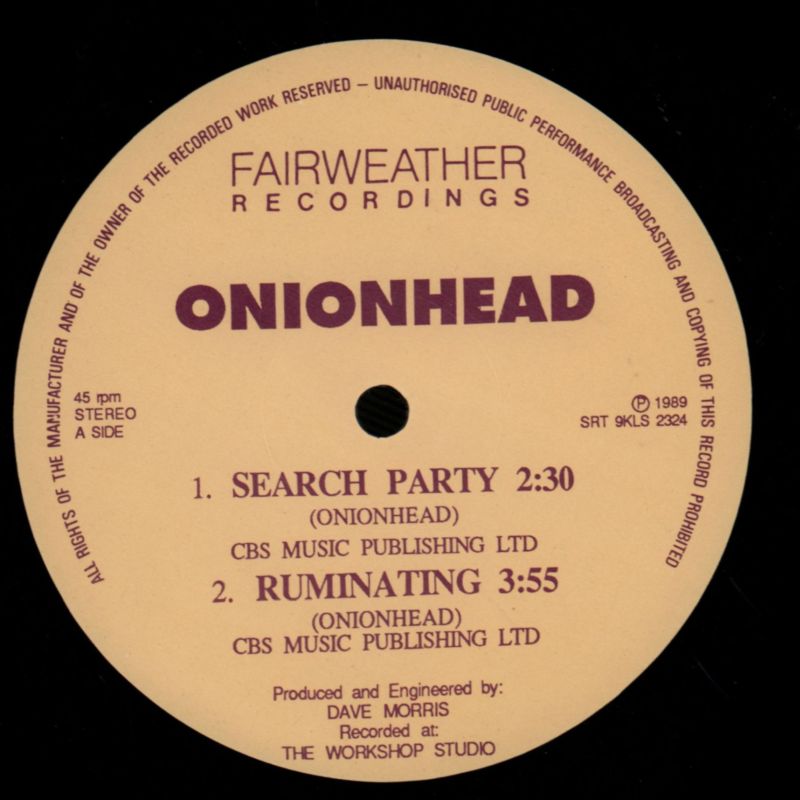 ALL RIGHTS OF THE MANUFACTURER AND OF THE OWNER OF THE RECORDED WORK RESERVED – UNAUTHORISED PUBLIC PERFORMANCE BROADCASTING AND COPYING OF THIS RECORD PROHIBITED
FAIRWEATHER
RECORDINGS
ONIONHEAD
45 rpm
STEREO
A SIDE
℗ 1989
SRT 9KLS 2324
1. SEARCH PARTY 2:30
(ONIONHEAD)
CBS MUSIC PUBLISHING LTD
2. RUMINATING 3:55
(ONIONHEAD)
CBS MUSIC PUBLISHING LTD
Produced and Engineered by:
DAVE MORRIS
Recorded at:
THE WORKSHOP STUDIO